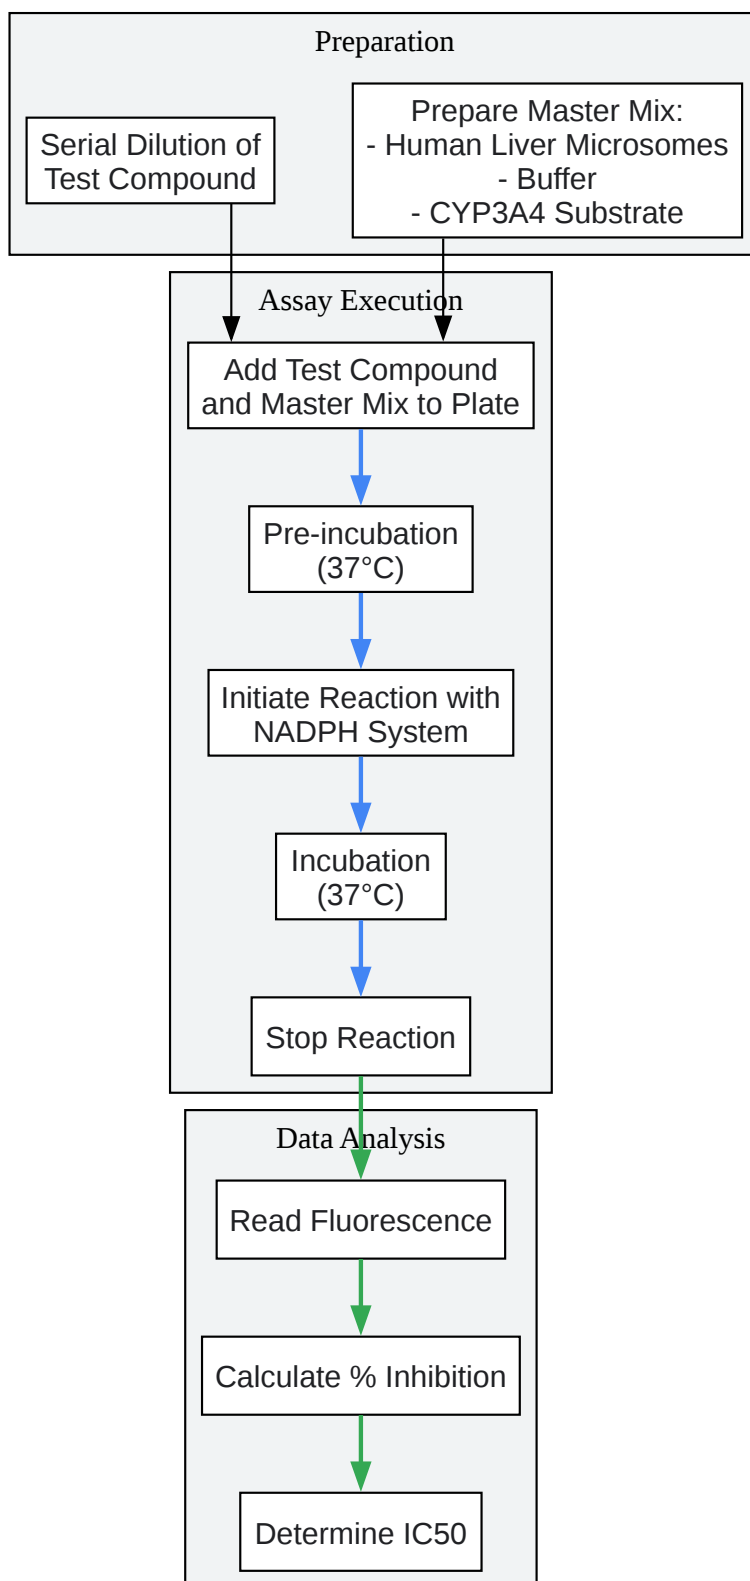 Preparation
Serial Dilution of
Test Compound
Prepare Master Mix:
- Human Liver Microsomes
- Buffer
- CYP3A4 Substrate
Assay Execution
Add Test Compound
and Master Mix to Plate
Pre-incubation
(37°C)
Initiate Reaction with
NADPH System
Incubation
(37°C)
Stop Reaction
Data Analysis
Read Fluorescence
Calculate % Inhibition
Determine IC50